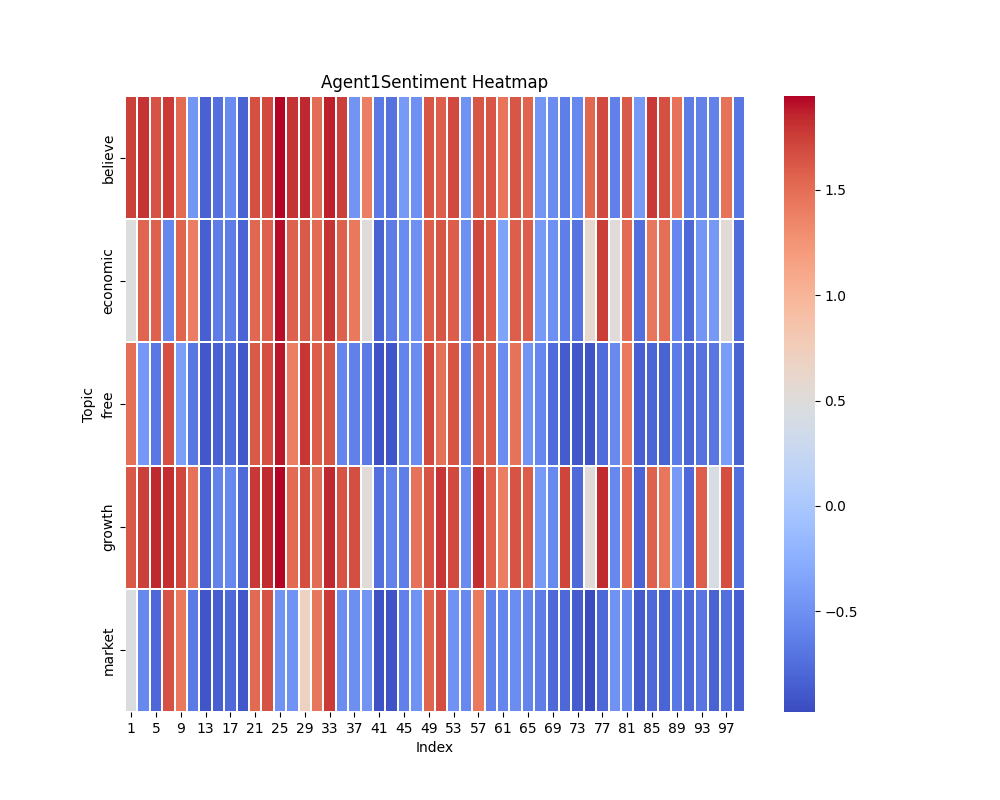 Agent1Sentiment Heatmap
Topic
believe
economic
free
growth
market
1 5 9 13 17 21 25 29 33 37 41 45 49 53 57 61 65 69 73 77 81 85 89 93 97
Index
1.5
1.0
0.5
0.0
−0.5